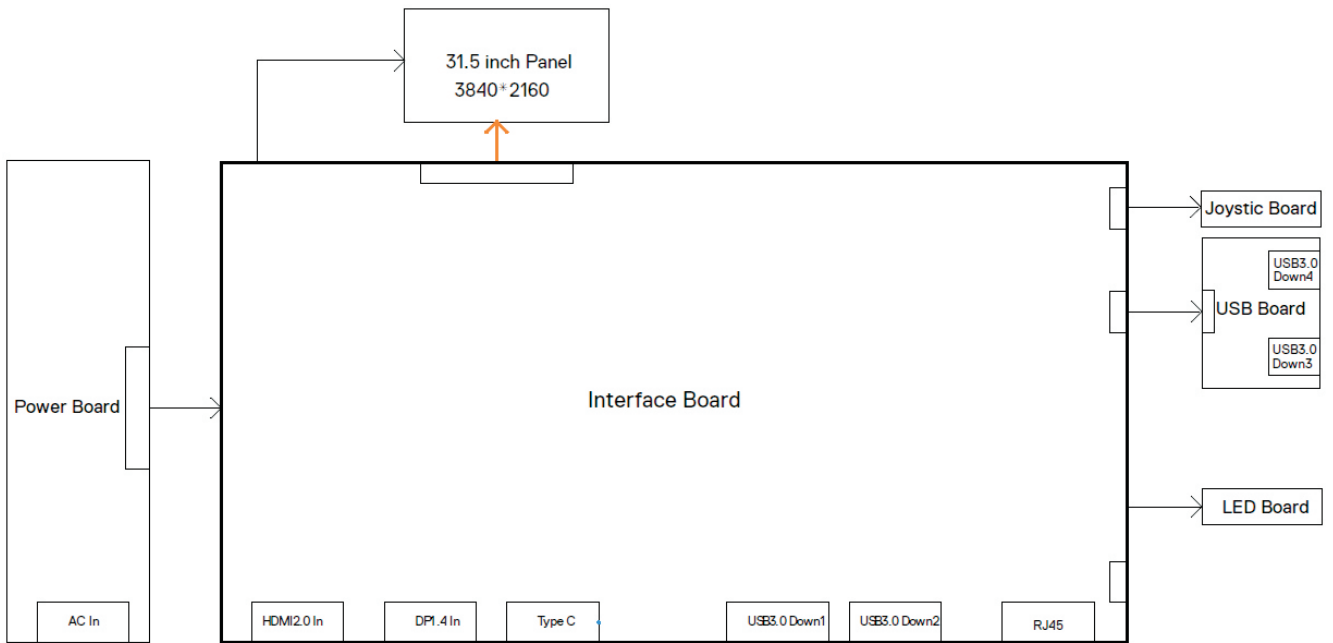 31.5 inch Panel
3840*2160
Joystic Board
USB3.0
Down4
USB Board
USB3.0
Down3
Interface Board
Power Board
LED Board
AC In
HDMI2.0 In
DP1.4 In
Type C
USB3.0 Down1
USB3.0 Down2
RJ45